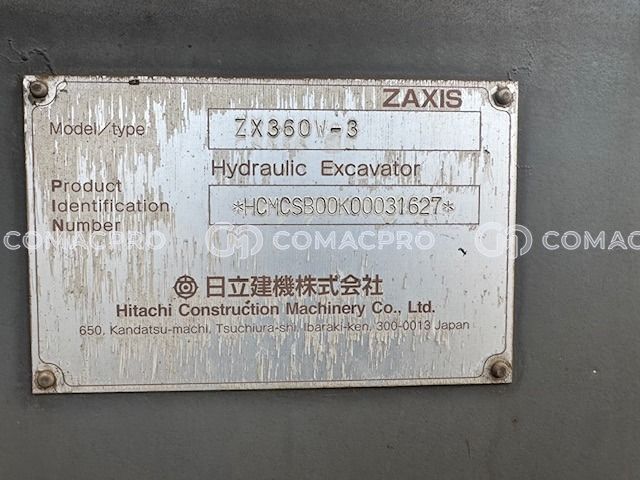 ZAXIS
Model/type ZX360W-3
Hydraulic Excavator
Product
Identification *HCMCSB00K00031627*
Number
COMACPRO COMACPRO COMACPRO
日立建機株式会社
Hitachi Construction Machinery Co., Ltd.
650, Kandatsu-machi, Tsuchiura-shi, Ibaraki-ken, 300-0013 Japan